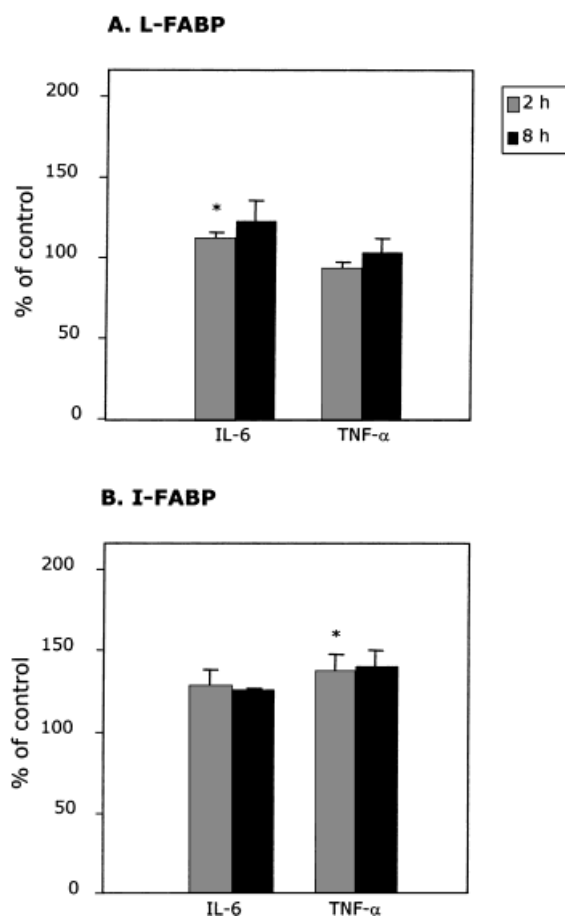 A. L-FABP
200
150
100
50
0
% of control
*
IL-6 TNF-α
2 h
8 h
B. I-FABP
200
150
100
50
0
% of control
*
IL-6 TNF-α